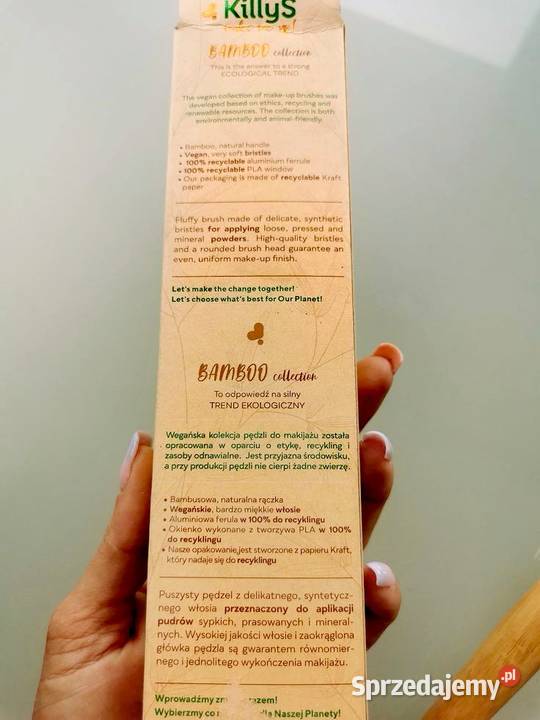 KillyS
BAMBOO collection
This is the answer to a strong
ECOLOGICAL TREND
The vegan collection of make-up brushes was
developed based on ethics, recycling and
renewable resources. The collection is both
environmentally and animal-friendly.
• Bamboo, natural handle
• Vegan, very soft bristles
• 100% recyclable aluminium ferrule
• 100% recyclable PLA window
• Our packaging is made of recyclable Kraft
paper
Fluffy brush made of delicate, synthetic
bristles for applying loose, pressed and
mineral powders. High-quality bristles
and a rounded brush head guarantee an
even, uniform make-up finish.
Let's make the change together!
Let's choose what's best for Our Planet!
BAMBOO collection
To odpowiedź na silny
TREND EKOLOGICZNY
Wegańska kolekcja pędzli do makijażu została
opracowana w oparciu o etykę, recykling i
zasoby odnawialne. Jest przyjazna środowisku,
a przy produkcji pędzli nie cierpi żadne zwierzę.
• Bambusowa, naturalna rączka
• Wegańskie, bardzo miękkie włosie
• Aluminiowa ferula w 100% do recyklingu
• Okienko wykonane z tworzywa PLA w 100%
do recyklingu
• Nasze opakowanie jest stworzone z papieru Kraft,
który nadaje się do recyklingu
Puszysty pędzel z delikatnego, syntetycz-
nego włosia przeznaczony do aplikacji
pudrów sypkich, prasowanych i mineral-
nych. Wysokiej jakości włosie i zaokrąglona
główka pędzla są gwarantem równomier-
nego i jednolitego wykończenia makijażu.
Wprowadźmy razem!
Wybierzmy co dla Naszej Planety!
Sprzedajemy.pl